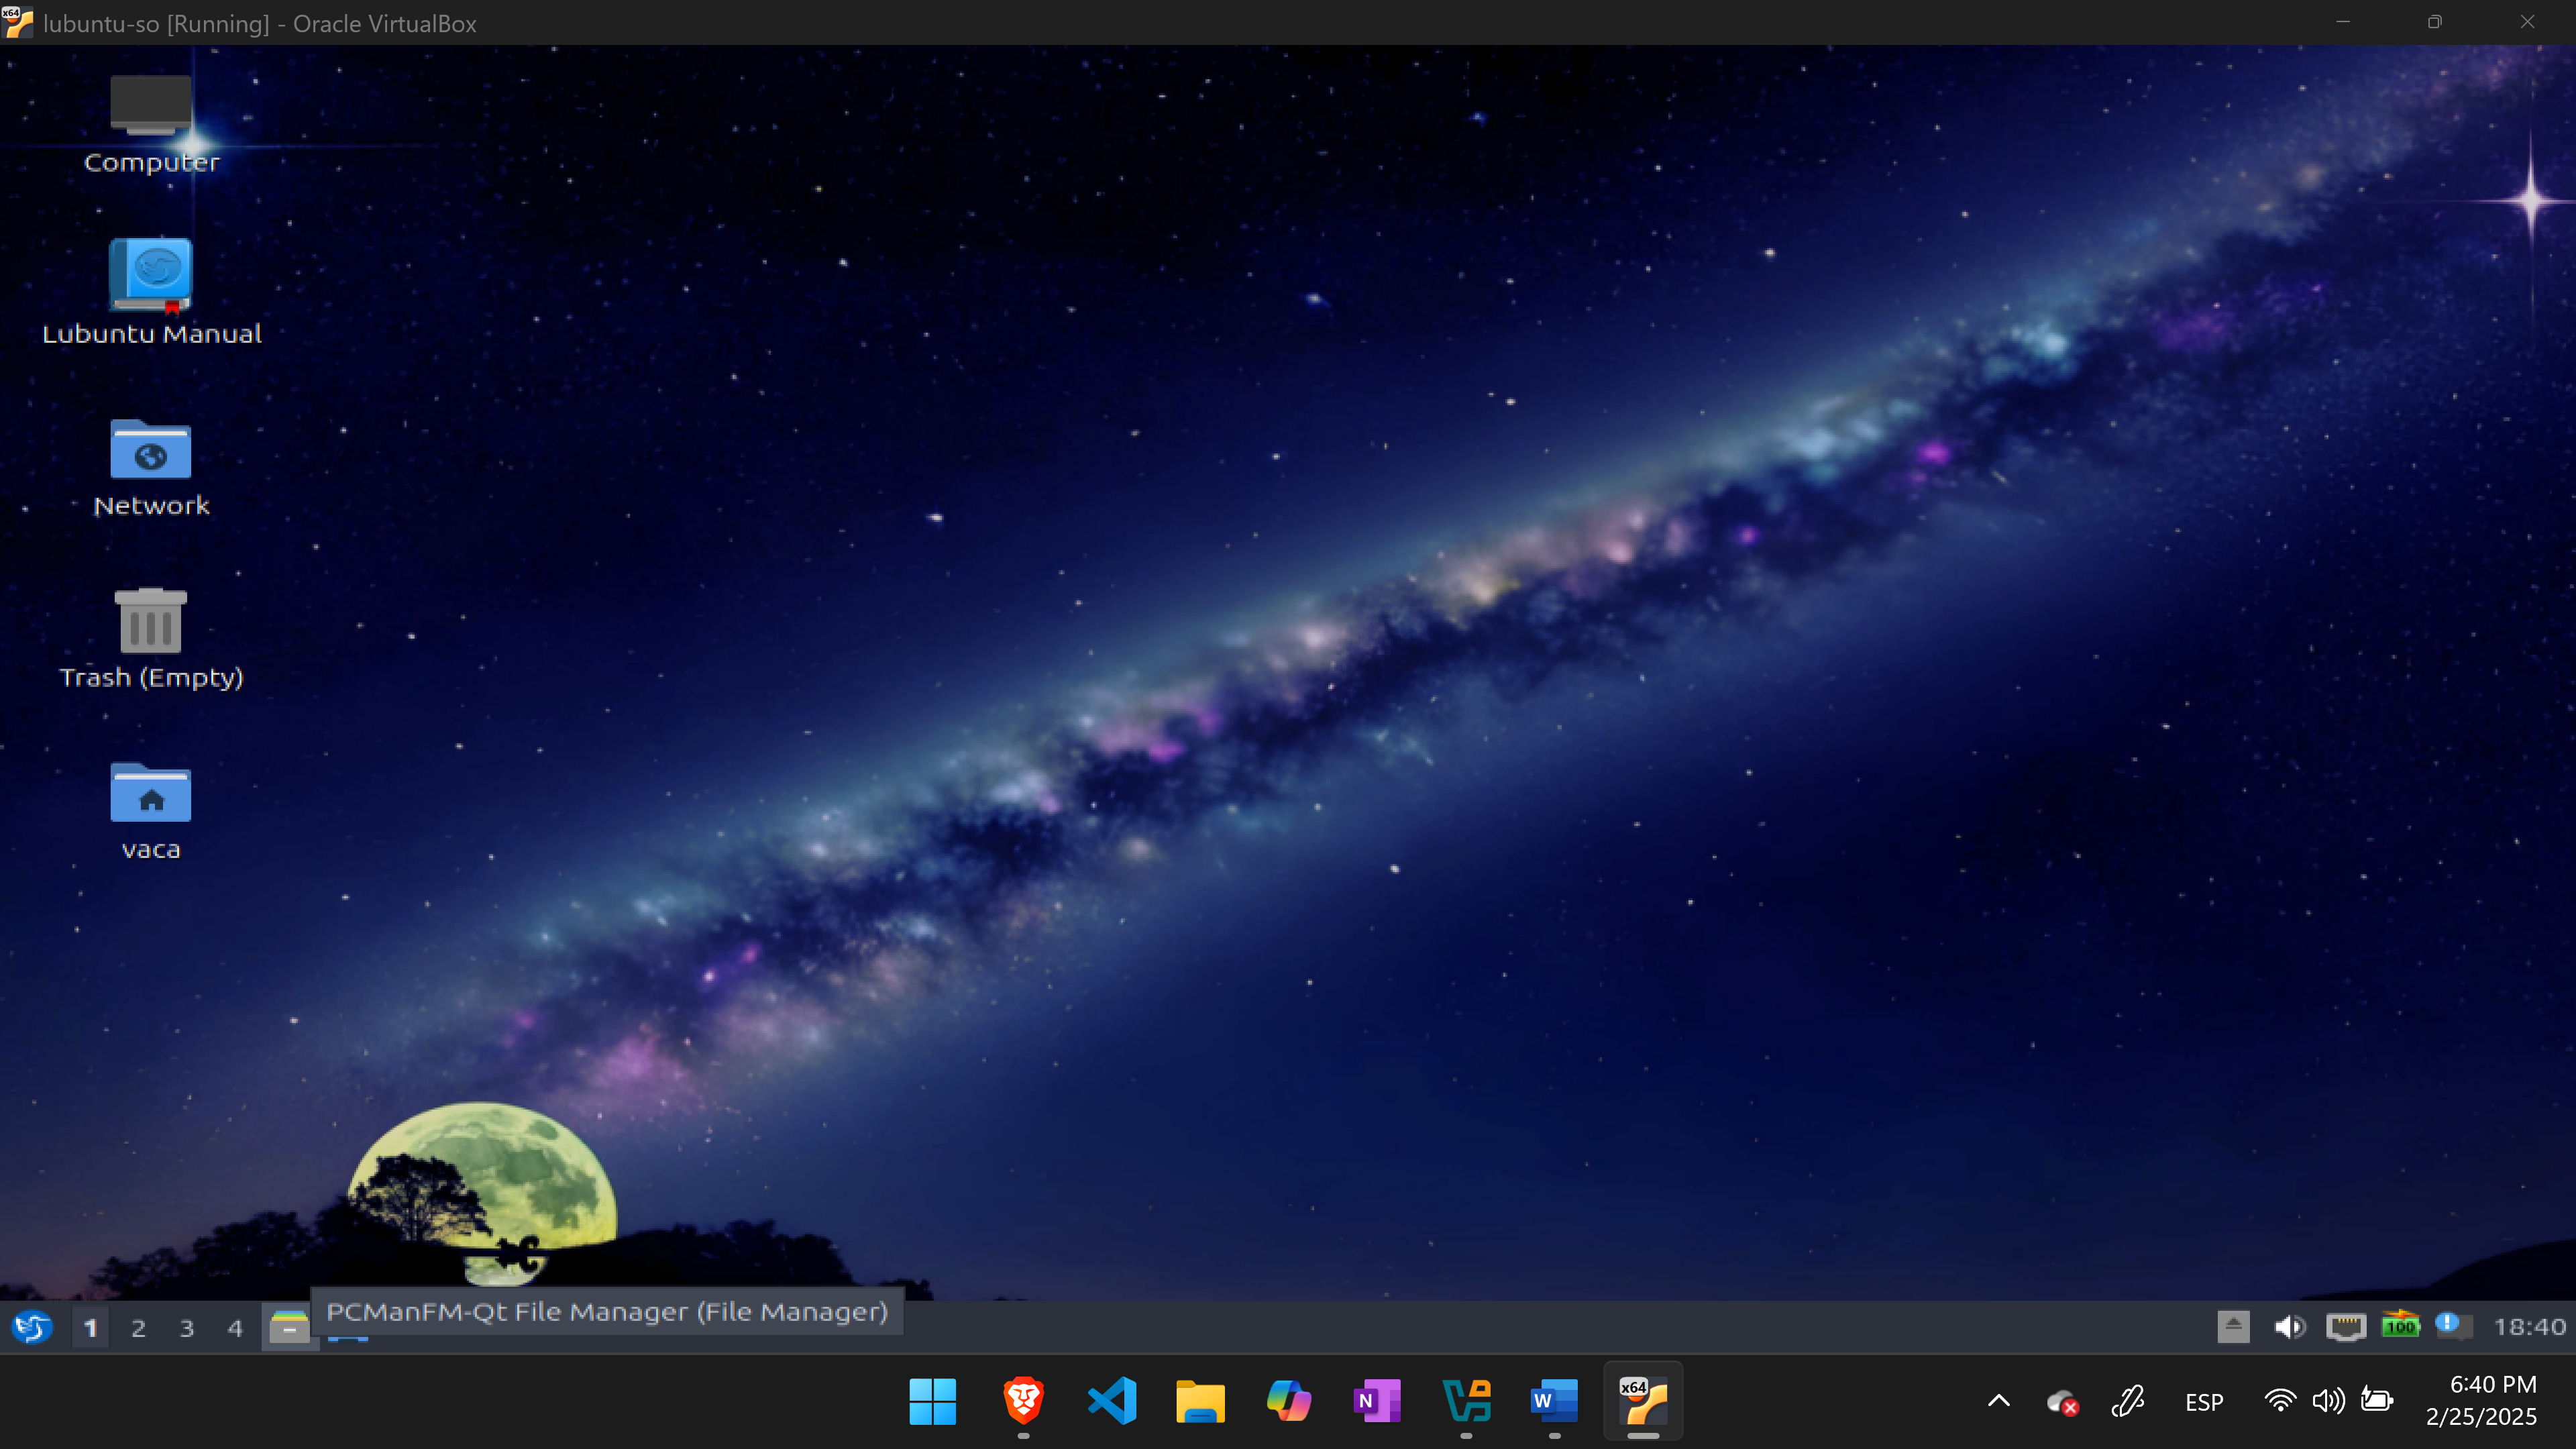 lubuntu-so [Running] - Oracle VirtualBox
Computer
Lubuntu Manual
Network
Trash (Empty)
vaca
PCManFM-Qt File Manager (File Manager)
1 2 3 4
100
18:40
N
W
x64
ESP
6:40 PM
2/25/2025